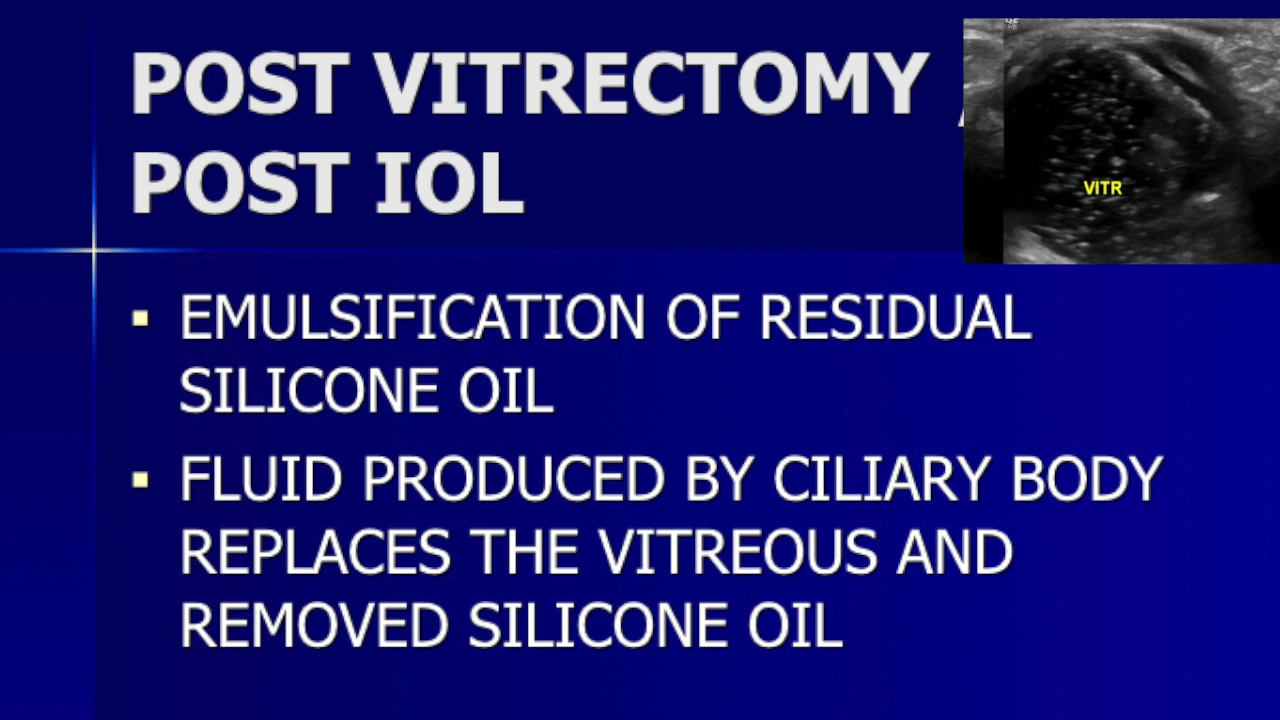 POST VITRECTOMY ,
POST IOL
VITR
▪ EMULSIFICATION OF RESIDUAL
SILICONE OIL
▪ FLUID PRODUCED BY CILIARY BODY
REPLACES THE VITREOUS AND
REMOVED SILICONE OIL